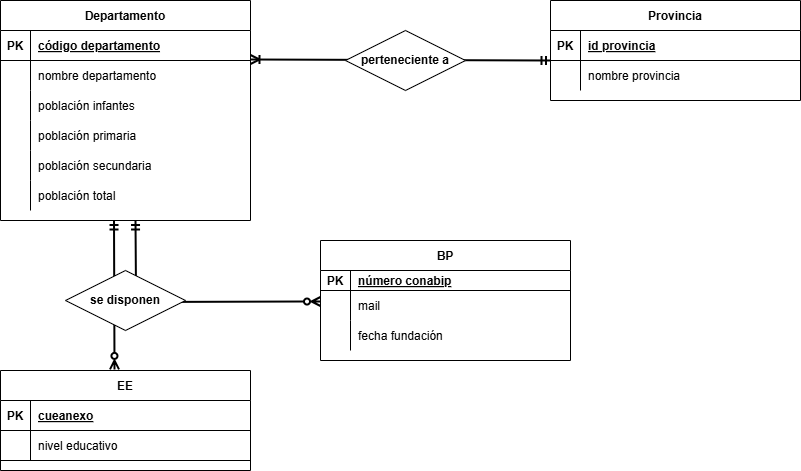 Departamento
PK código departamento
nombre departamento
población infantes
población primaria
población secundaria
población total
perteneciente a
Provincia
PK id provincia
nombre provincia
se disponen
BP
PK número conabip
mail
fecha fundación
EE
PK cueanexo
nivel educativo